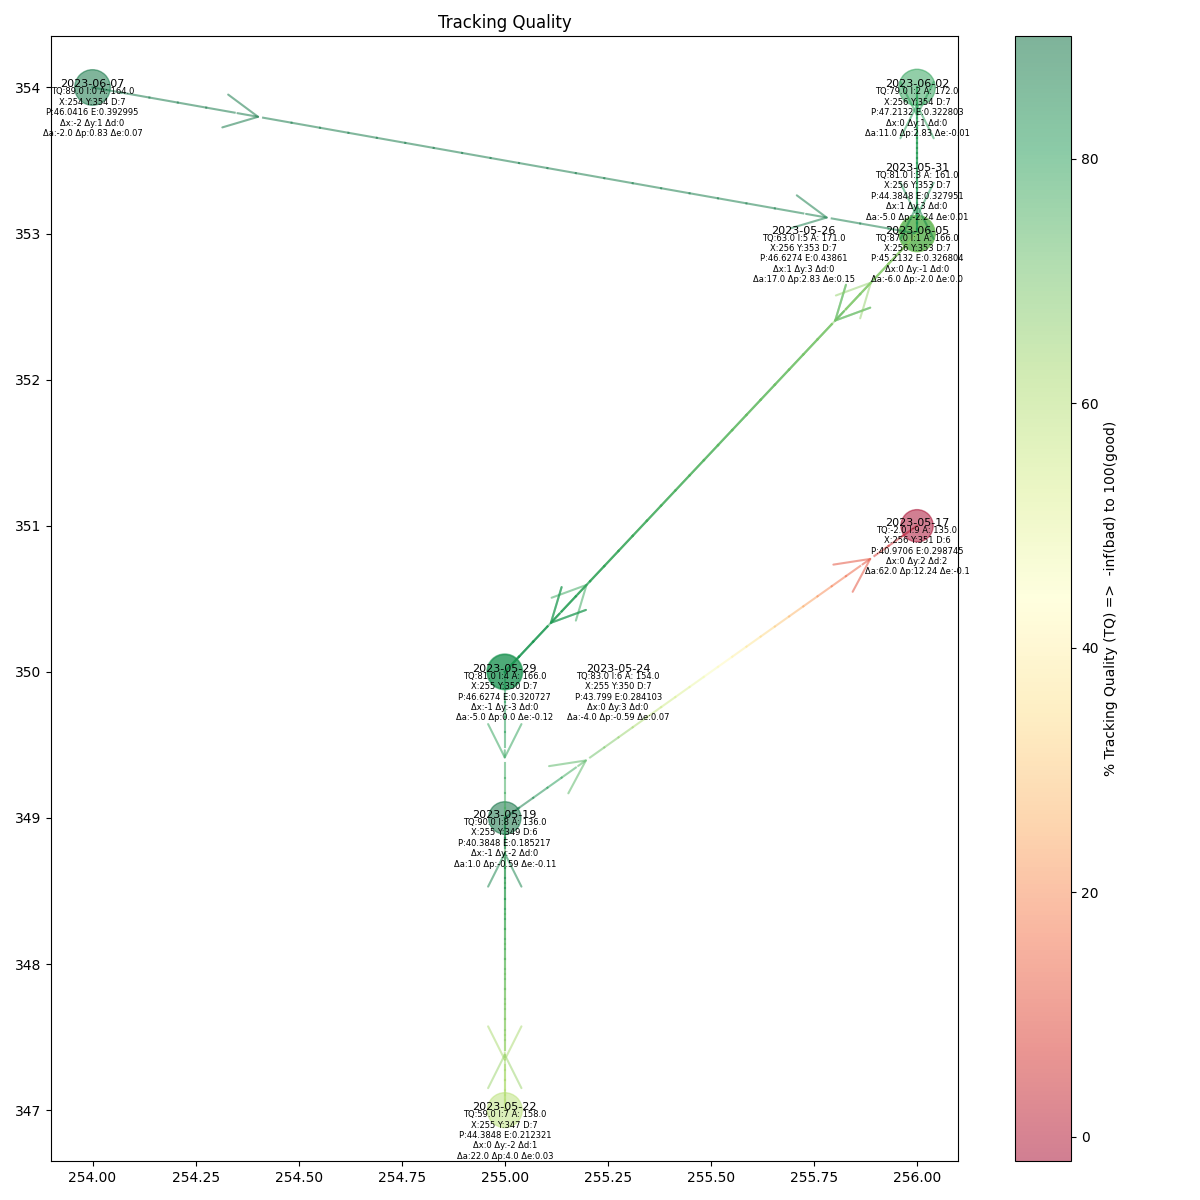 Tracking Quality
354
353
352
351
350
349
348
347
2023-06-07
TQ:89.0 I:0 A: 164.0
X:254 Y:354 D:7
P:46.0416 E:0.392995
Δx:-2 Δy:1 Δd:0
Δa:-2.0 Δp:0.83 Δe:0.07
2023-06-02
TQ:79.0 I:2 A: 172.0
X:256 Y:354 D:7
P:47.2132 E:0.322803
Δx:0 Δy:1 Δd:0
Δa:11.0 Δp:2.83 Δe:-0.01
2023-05-31
TQ:81.0 I:3 A: 161.0
X:256 Y:353 D:7
P:44.3848 E:0.327951
Δx:1 Δy:3 Δd:0
Δa:-5.0 Δp:-2.24 Δe:0.01
2023-05-26
TQ:63.0 I:5 A: 171.0
X:256 Y:353 D:7
P:46.6274 E:0.43861
Δx:1 Δy:3 Δd:0
Δa:17.0 Δp:2.83 Δe:0.15
2023-06-05
TQ:87.0 I:1 A: 166.0
X:256 Y:353 D:7
P:45.2132 E:0.326804
Δx:0 Δy:-1 Δd:0
Δa:-6.0 Δp:-2.0 Δe:0.0
2023-05-17
TQ:-2.0 I:9 A: 135.0
X:256 Y:351 D:6
P:40.9706 E:0.298745
Δx:0 Δy:2 Δd:2
Δa:62.0 Δp:12.24 Δe:-0.1
2023-05-29
TQ:81.0 I:4 A: 166.0
X:255 Y:350 D:7
P:46.6274 E:0.320727
Δx:-1 Δy:-3 Δd:0
Δa:-5.0 Δp:0.0 Δe:-0.12
2023-05-24
TQ:83.0 I:6 A: 154.0
X:255 Y:350 D:7
P:43.799 E:0.284103
Δx:0 Δy:3 Δd:0
Δa:-4.0 Δp:-0.59 Δe:0.07
2023-05-19
TQ:90.0 I:8 A: 136.0
X:255 Y:349 D:6
P:40.3848 E:0.185217
Δx:-1 Δy:-2 Δd:0
Δa:1.0 Δp:-0.59 Δe:-0.11
2023-05-22
TQ:59.0 I:7 A: 158.0
X:255 Y:347 D:7
P:44.3848 E:0.212321
Δx:0 Δy:-2 Δd:1
Δa:22.0 Δp:4.0 Δe:0.03
254.00 254.25 254.50 254.75 255.00 255.25 255.50 255.75 256.00
80
60
40
20
0
% Tracking Quality (TQ) =>  -inf(bad) to 100(good)